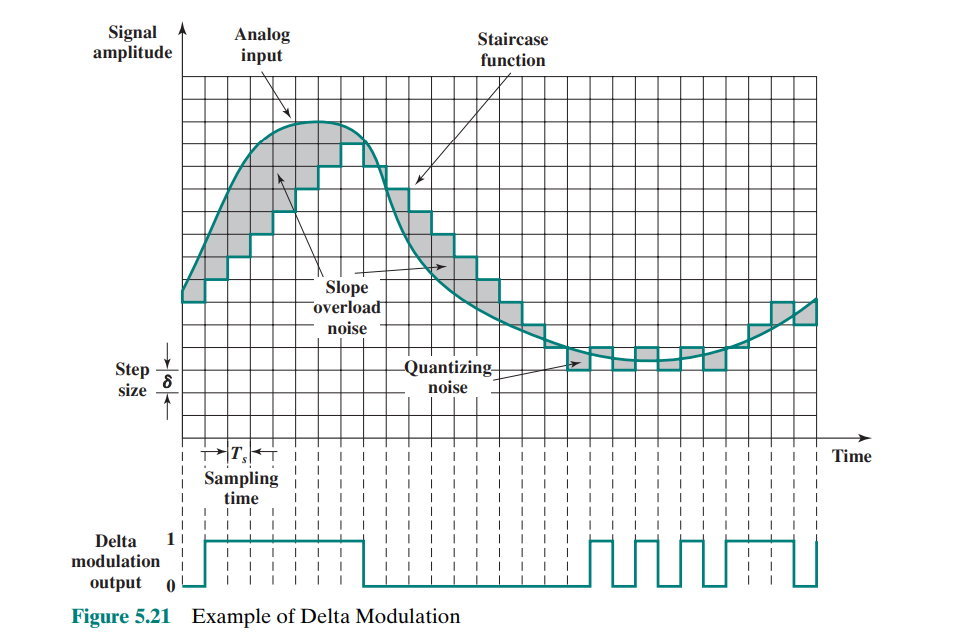 Signal
amplitude
Analog
input
Staircase
function
Slope
overload
noise
Quantizing
noise
Step
size
δ
Tₛ
Sampling
time
Time
Delta
modulation
output
1
0
Figure 5.21 Example of Delta Modulation